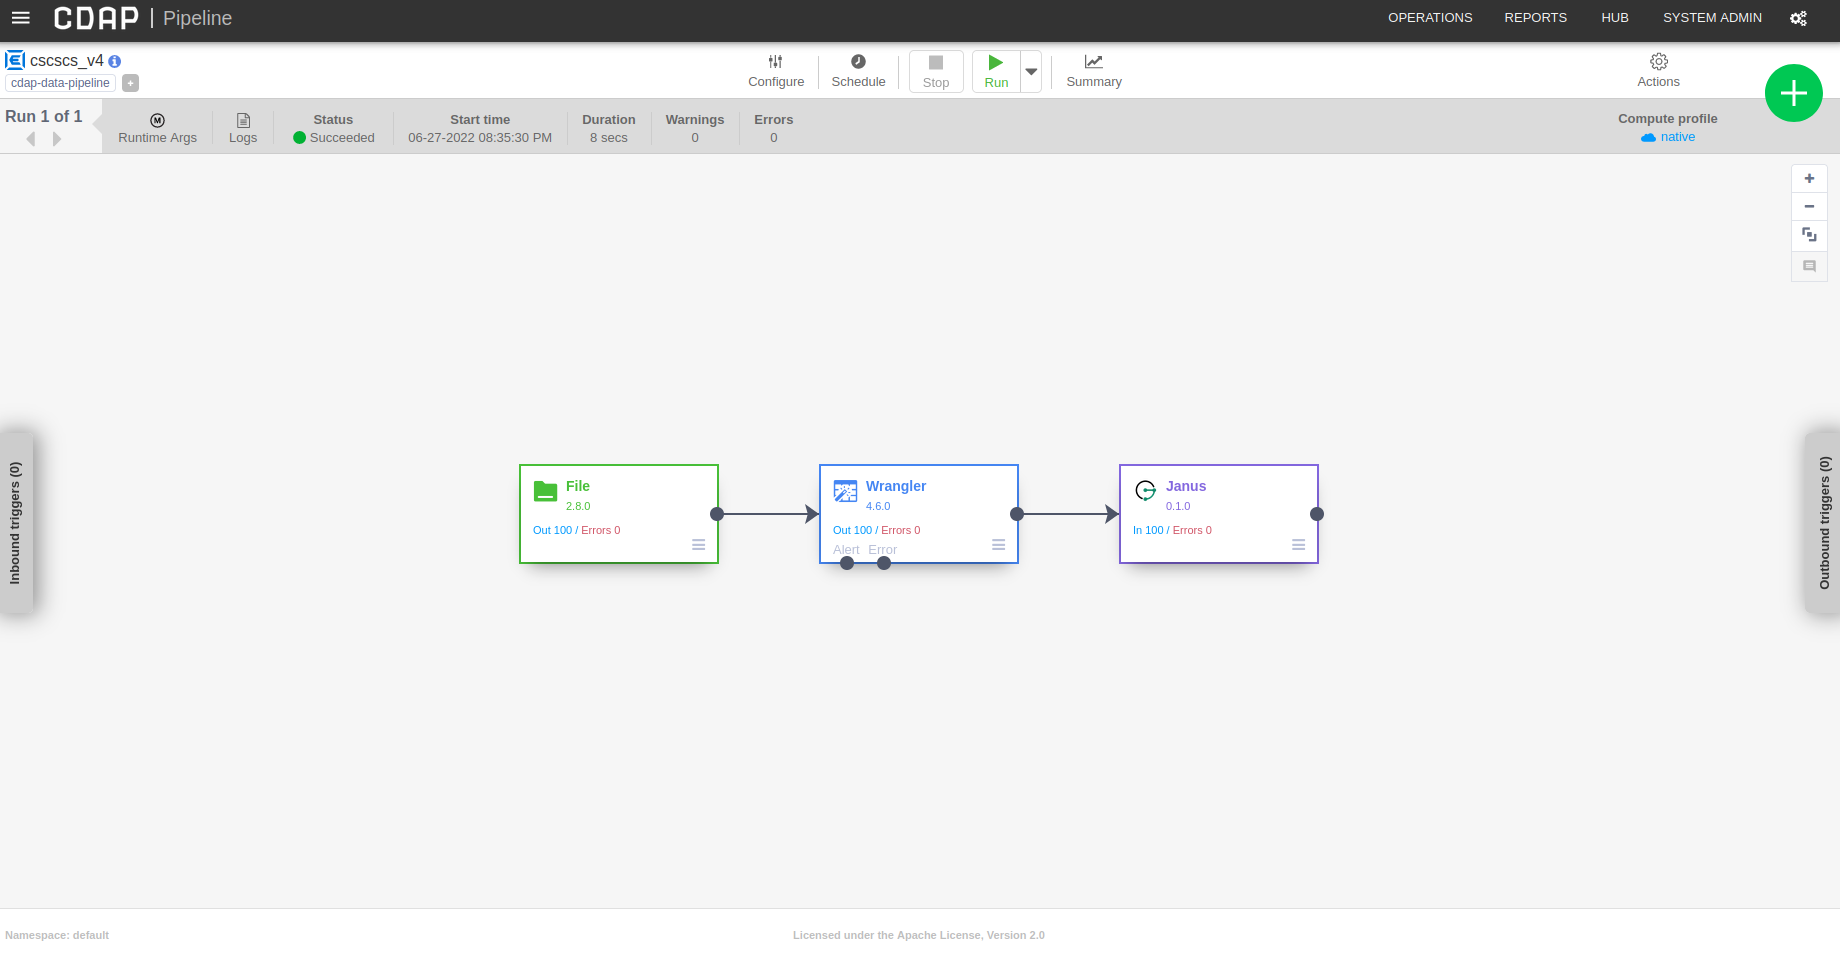 CDAP | Pipeline
OPERATIONS
REPORTS
HUB
SYSTEM ADMIN
cscscs_v4
cdap-data-pipeline
Configure
Schedule
Stop
Run
Summary
Actions
Run 1 of 1
Runtime Args
Logs
Status
Succeeded
Start time
06-27-2022 08:35:30 PM
Duration
8 secs
Warnings
0
Errors
0
Compute profile
native
Inbound triggers (0)
File
2.8.0
Out 100 / Errors 0
Wrangler
4.6.0
Out 100 / Errors 0
Alert Error
Janus
0.1.0
In 100 / Errors 0
Outbound triggers (0)
Namespace: default
Licensed under the Apache License, Version 2.0